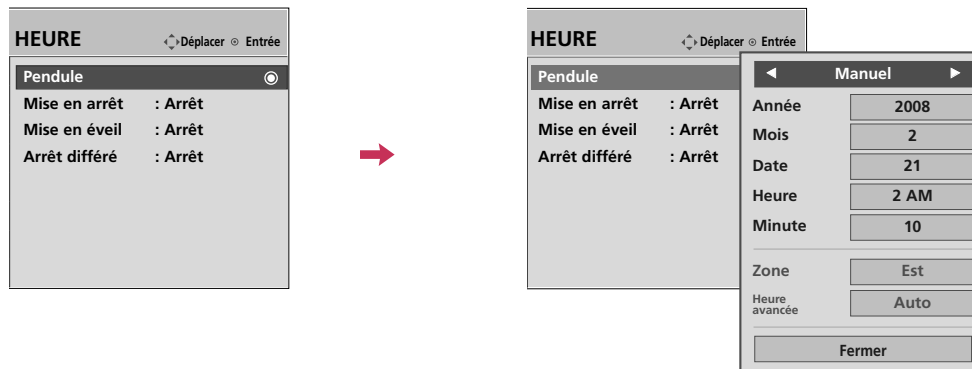 HEURE Déplacer Entrée
Pendule
Mise en arrêt : Arrêt
Mise en éveil : Arrêt
Arrêt différé : Arrêt
HEURE Déplacer Entrée
Pendule
Mise en arrêt : Arrêt
Mise en éveil : Arrêt
Arrêt différé : Arrêt
Manuel
Année 2008
Mois 2
Date 21
Heure 2 AM
Minute 10
Zone Est
Heure
avancée Auto
Fermer